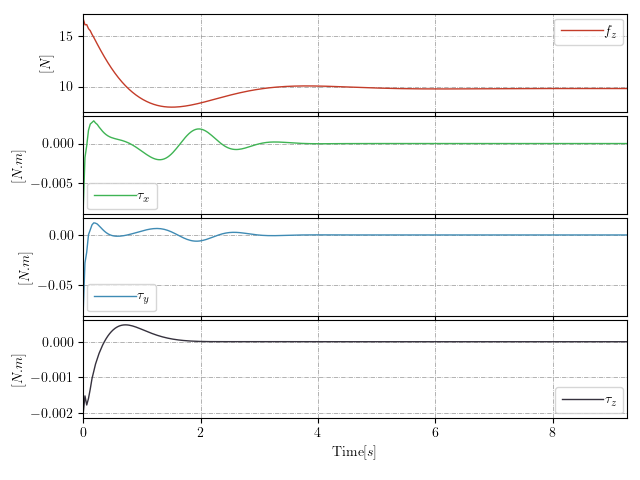 15
10
[N]
f_z
0.000
−0.005
[N.m]
τ_x
0.00
−0.05
[N.m]
τ_y
0.000
−0.001
−0.002
[N.m]
τ_z
0 2 4 6 8
Time[s]